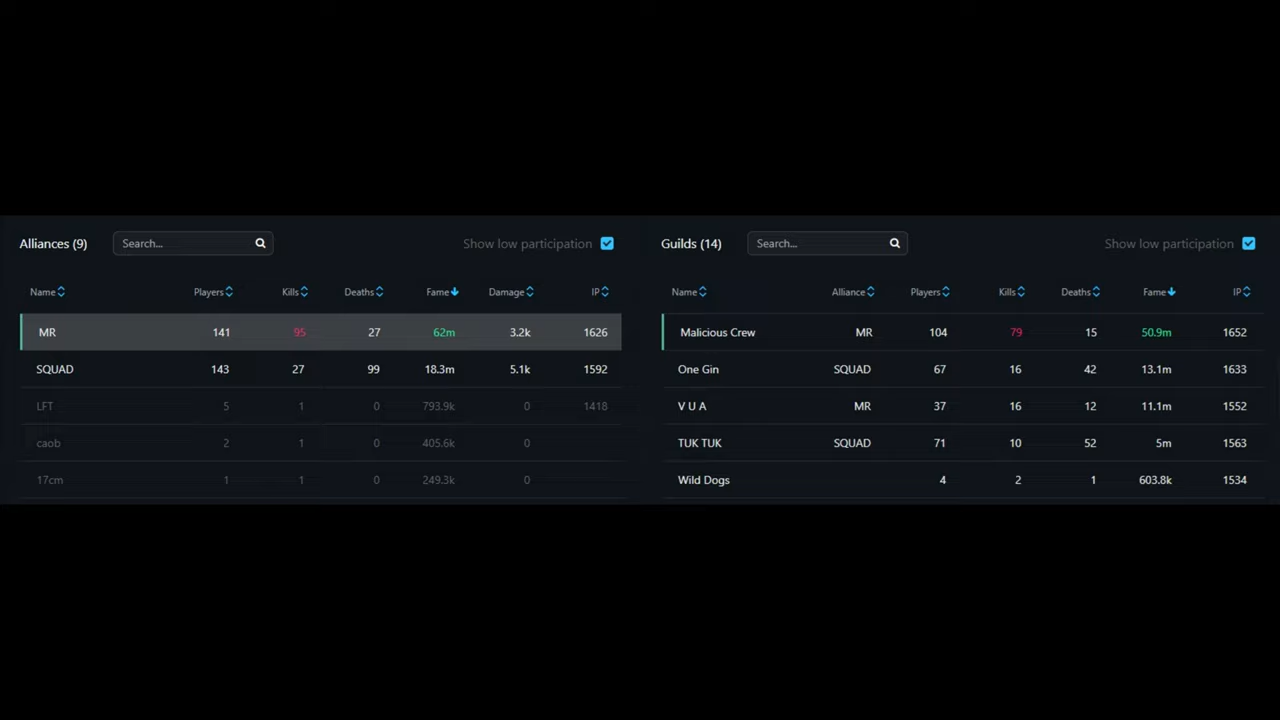 Alliances (9) Search... Show low participation
Name Players Kills Deaths Fame Damage IP
MR 141 95 27 62m 3.2k 1626
SQUAD 143 27 99 18.3m 5.1k 1592
LFT 5 1 0 793.9k 0 1418
caob 2 1 0 405.6k 0
17cm 1 1 0 249.3k 0
Guilds (14) Search... Show low participation
Name Alliance Players Kills Deaths Fame IP
Malicious Crew MR 104 79 15 50.9m 1652
One Gin SQUAD 67 16 42 13.1m 1633
V U A MR 37 16 12 11.1m 1552
TUK TUK SQUAD 71 10 52 5m 1563
Wild Dogs 4 2 1 603.8k 1534